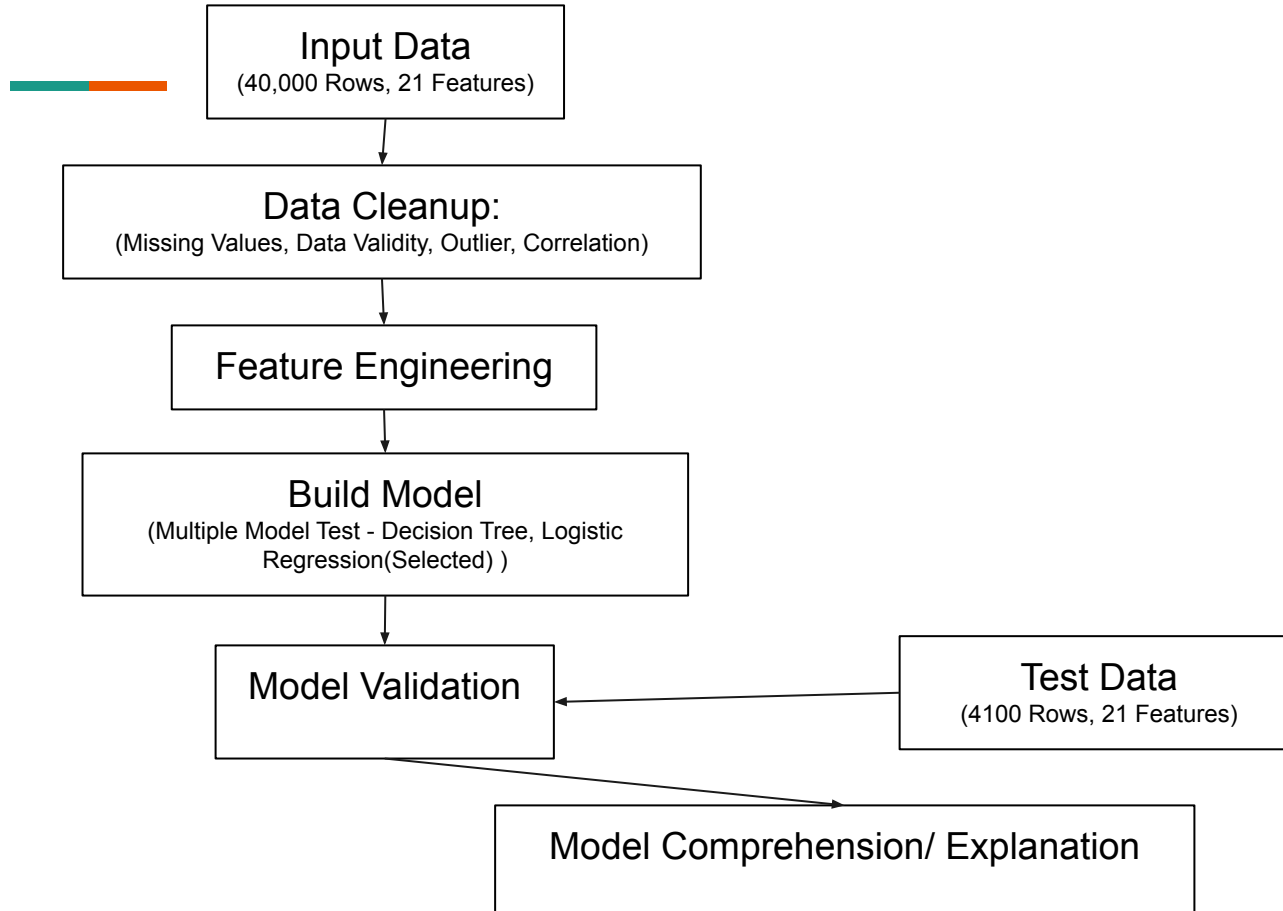 Input Data
(40,000 Rows, 21 Features)
Data Cleanup:
(Missing Values, Data Validity, Outlier, Correlation)
Feature Engineering
Build Model
(Multiple Model Test - Decision Tree, Logistic
Regression(Selected) )
Model Validation
Test Data
(4100 Rows, 21 Features)
Model Comprehension/ Explanation